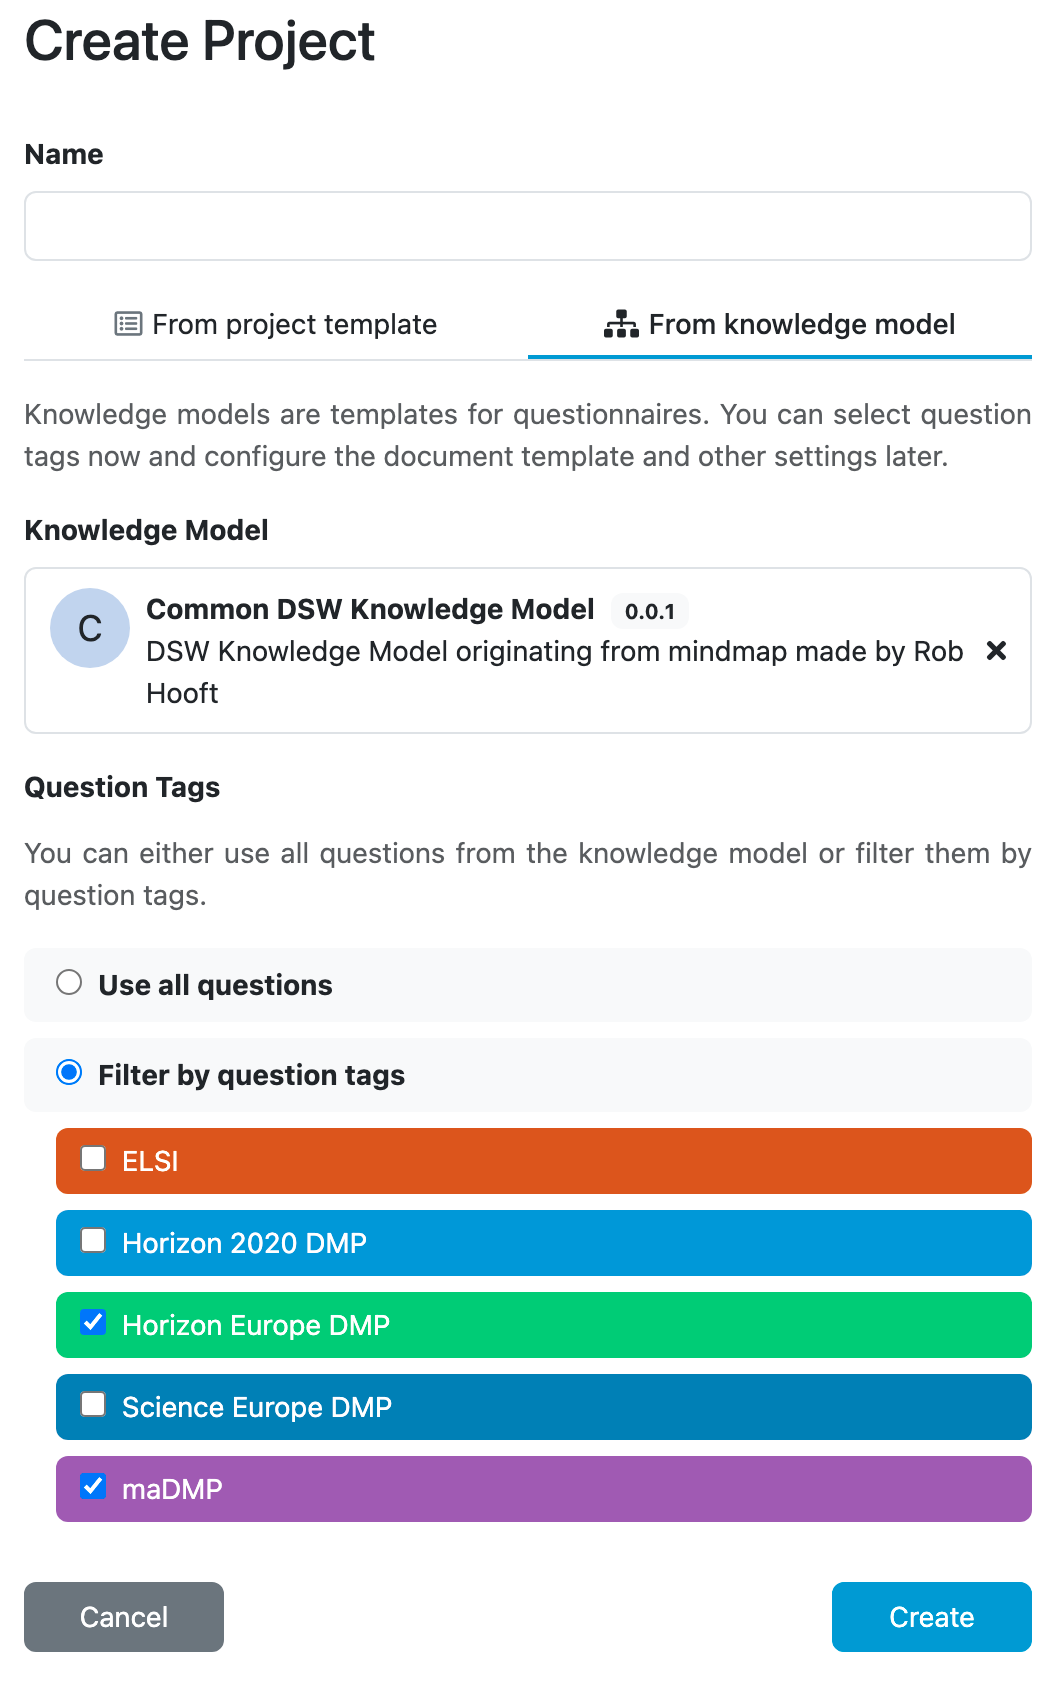 Create Project
Name
From project template
From knowledge model
Knowledge models are templates for questionnaires. You can select question
tags now and configure the document template and other settings later.
Knowledge Model
C
Common DSW Knowledge Model 0.0.1
DSW Knowledge Model originating from mindmap made by Rob
Hooft
Question Tags
You can either use all questions from the knowledge model or filter them by
question tags.
Use all questions
Filter by question tags
ELSI
Horizon 2020 DMP
Horizon Europe DMP
Science Europe DMP
maDMP
Cancel
Create